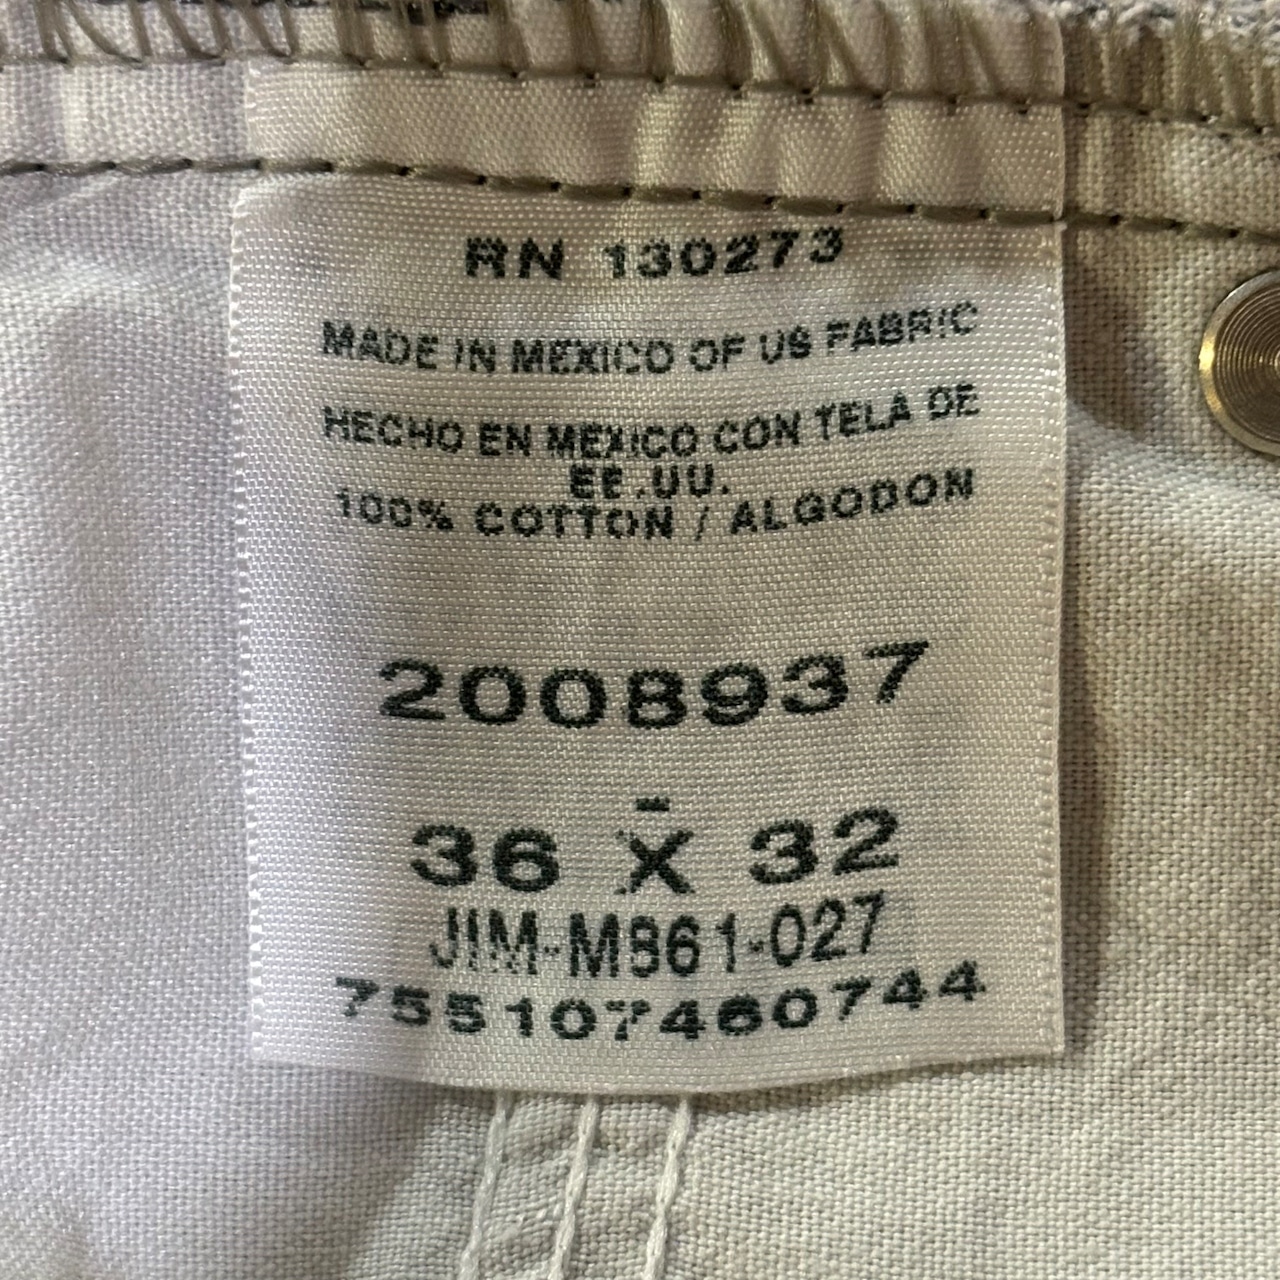 RN 130273
MADE IN MEXICO OF US FABRIC
HECHO EN MEXICO CON TELA DE
EE.UU.
100% COTTON / ALGODON
2008937
-
36 X 32
JIM-M861-027
755107460744